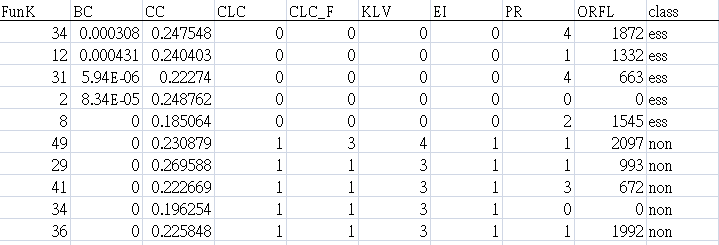 FunK BC CC CLC CLC_F KLV EI PR ORFL class
34 0.000308 0.247548 0 0 0 0 4 1872 ess
12 0.000431 0.240403 0 0 0 0 1 1332 ess
31 5.94E-06 0.22274 0 0 0 0 4 663 ess
2 8.34E-05 0.248762 0 0 0 0 0 0 ess
8 0 0.185064 0 0 0 0 2 1545 ess
49 0 0.230879 1 3 4 1 1 2097 non
29 0 0.269588 1 1 3 1 1 993 non
41 0 0.222669 1 1 3 1 3 672 non
34 0 0.196254 1 1 3 1 0 0 non
36 0 0.225848 1 1 3 1 1 1992 non